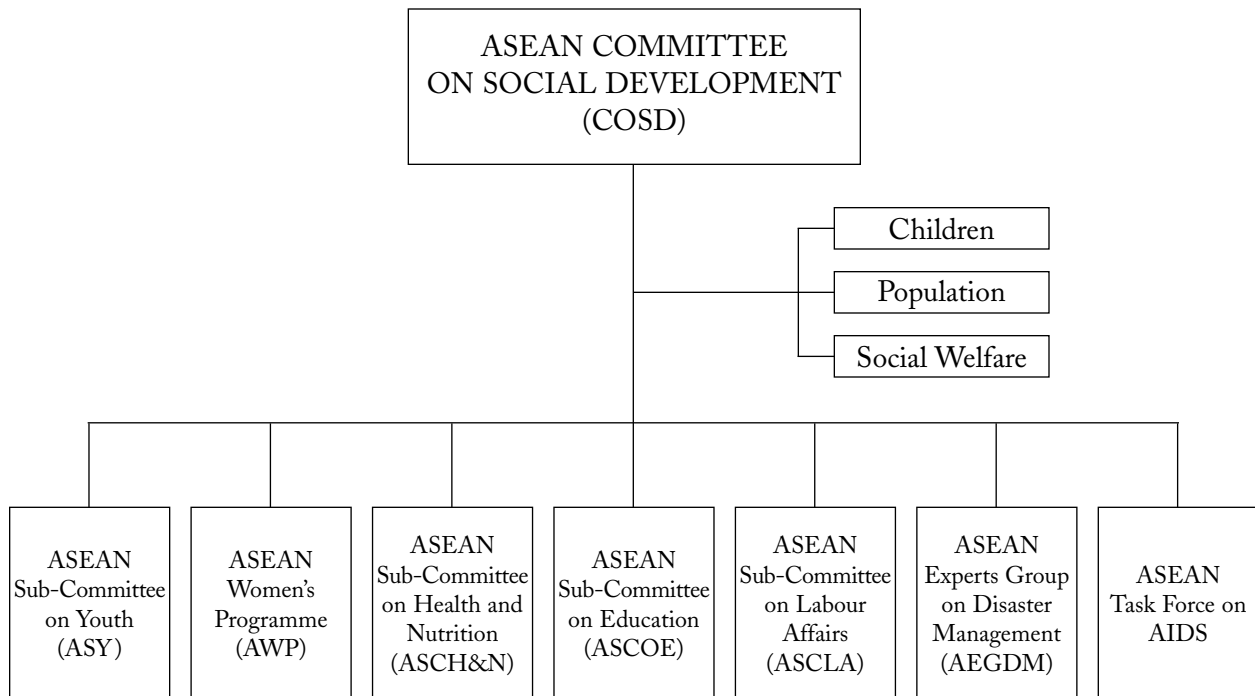 ASEAN COMMITTEE
ON SOCIAL DEVELOPMENT
(COSD)
Children
Population
Social Welfare
ASEAN
Sub-Committee
on Youth
(ASY)
ASEAN
Women's
Programme
(AWP)
ASEAN
Sub-Committee
on Health and
Nutrition
(ASCH&N)
ASEAN
Sub-Committee
on Education
(ASCOE)
ASEAN
Sub-Committee
on Labour
Affairs
(ASCLA)
ASEAN
Experts Group
on Disaster
Management
(AEGDM)
ASEAN
Task Force on
AIDS